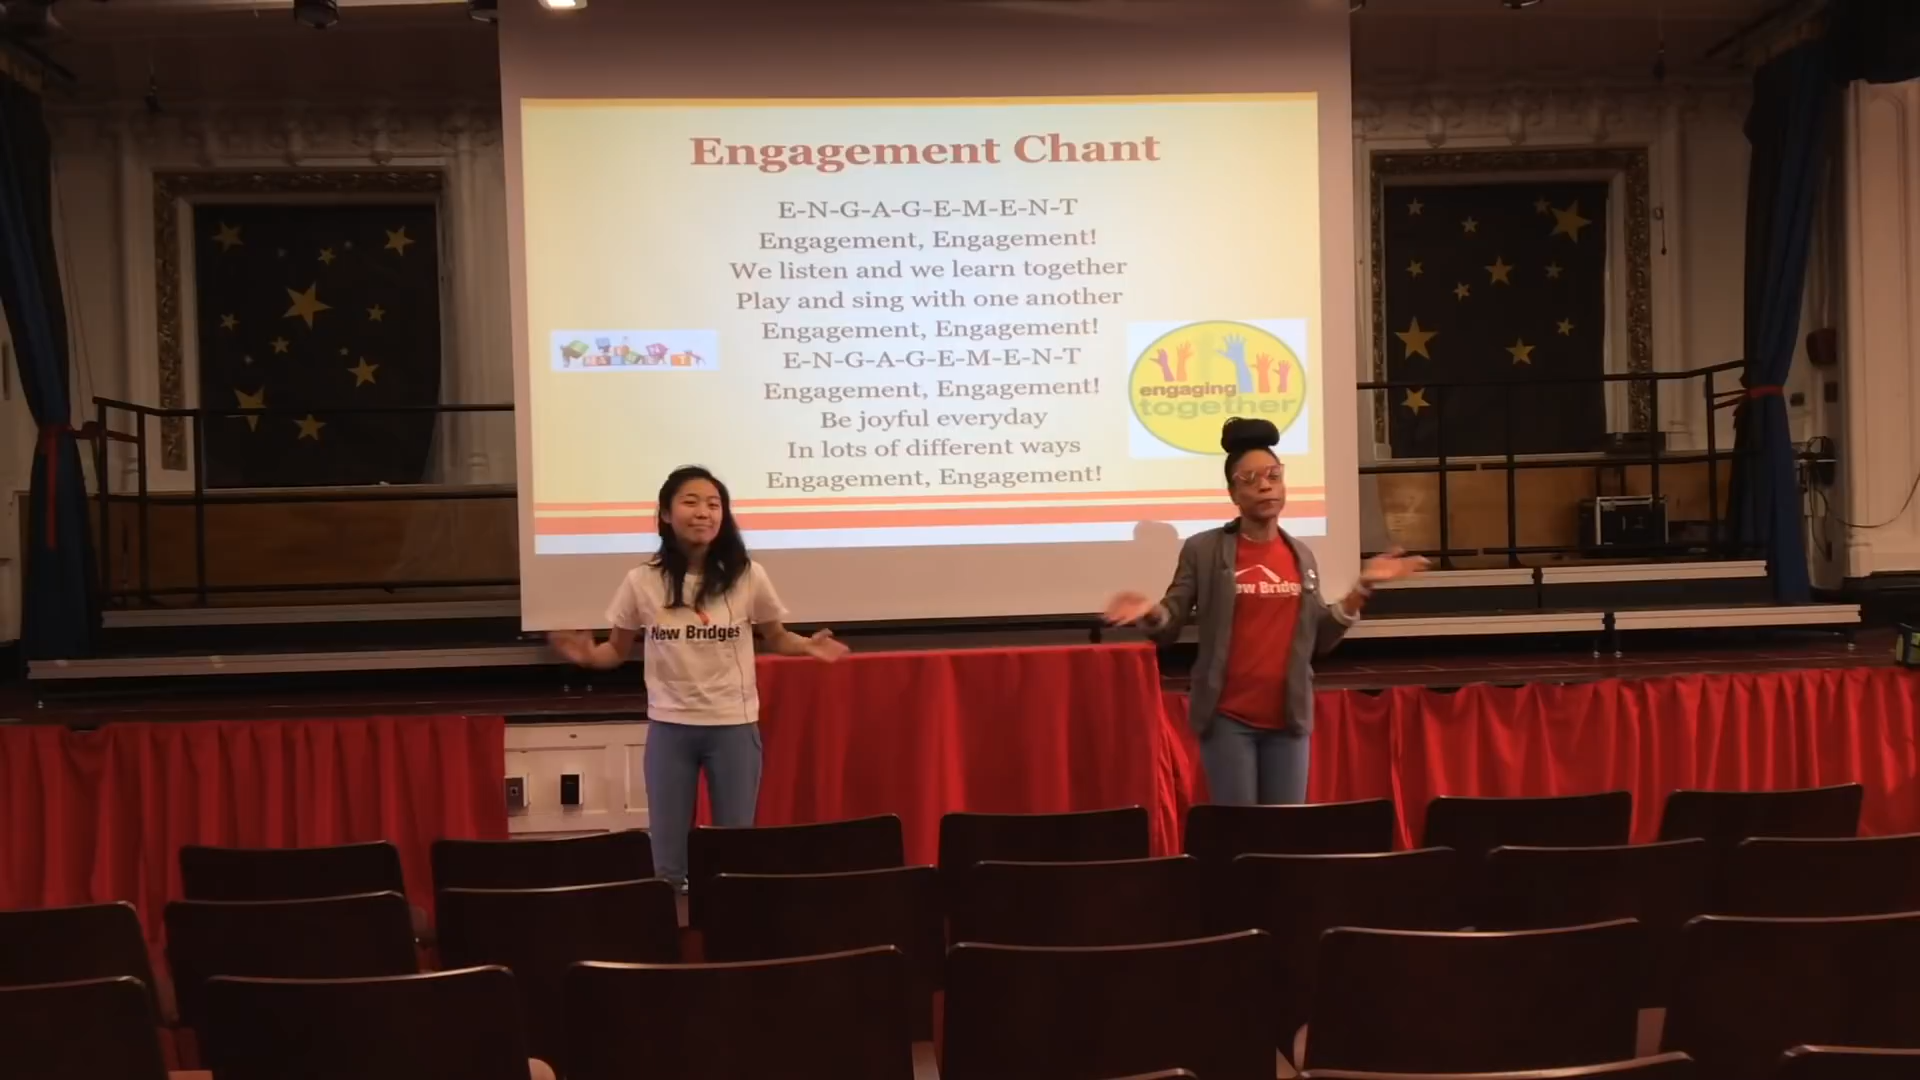 Engagement Chant
E-N-G-A-G-E-M-E-N-T
Engagement, Engagement!
We listen and we learn together
Play and sing with one another
Engagement, Engagement!
E-N-G-A-G-E-M-E-N-T
Engagement, Engagement!
Be joyful everyday
In lots of different ways
Engagement, Engagement!
engaging
together
New Bridges
ew Bridge